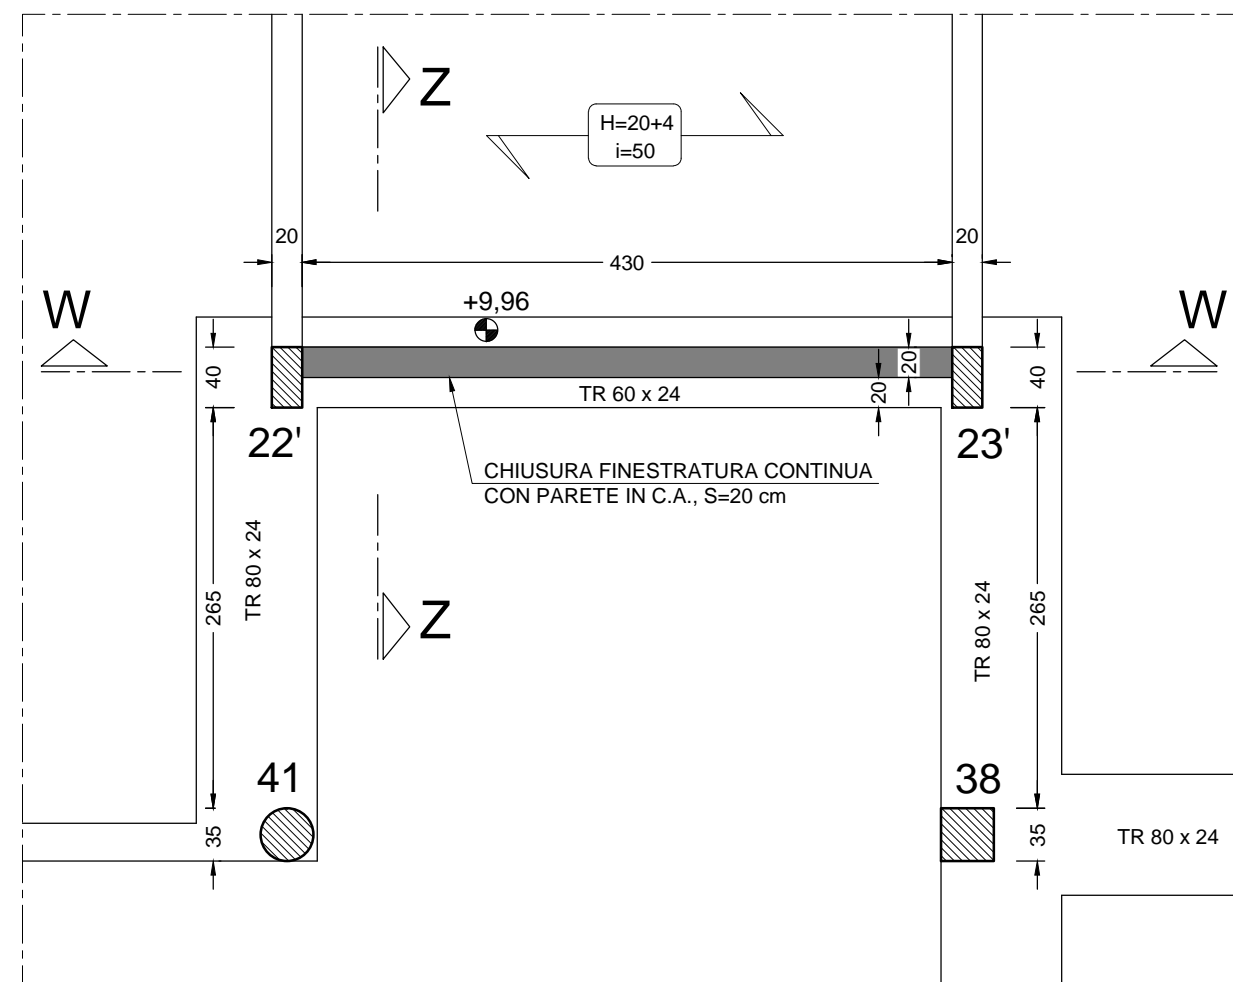 Z
H=20+4
i=50
20
20
430
W
+9,96
W
40
20
40
TR 60 x 24
20
22'
23'
CHIUSURA FINESTRATURA CONTINUA
CON PARETE IN C.A., S=20 cm
TR 80 x 24
265
TR 80 x 24
265
Z
41
38
35
35
TR 80 x 24